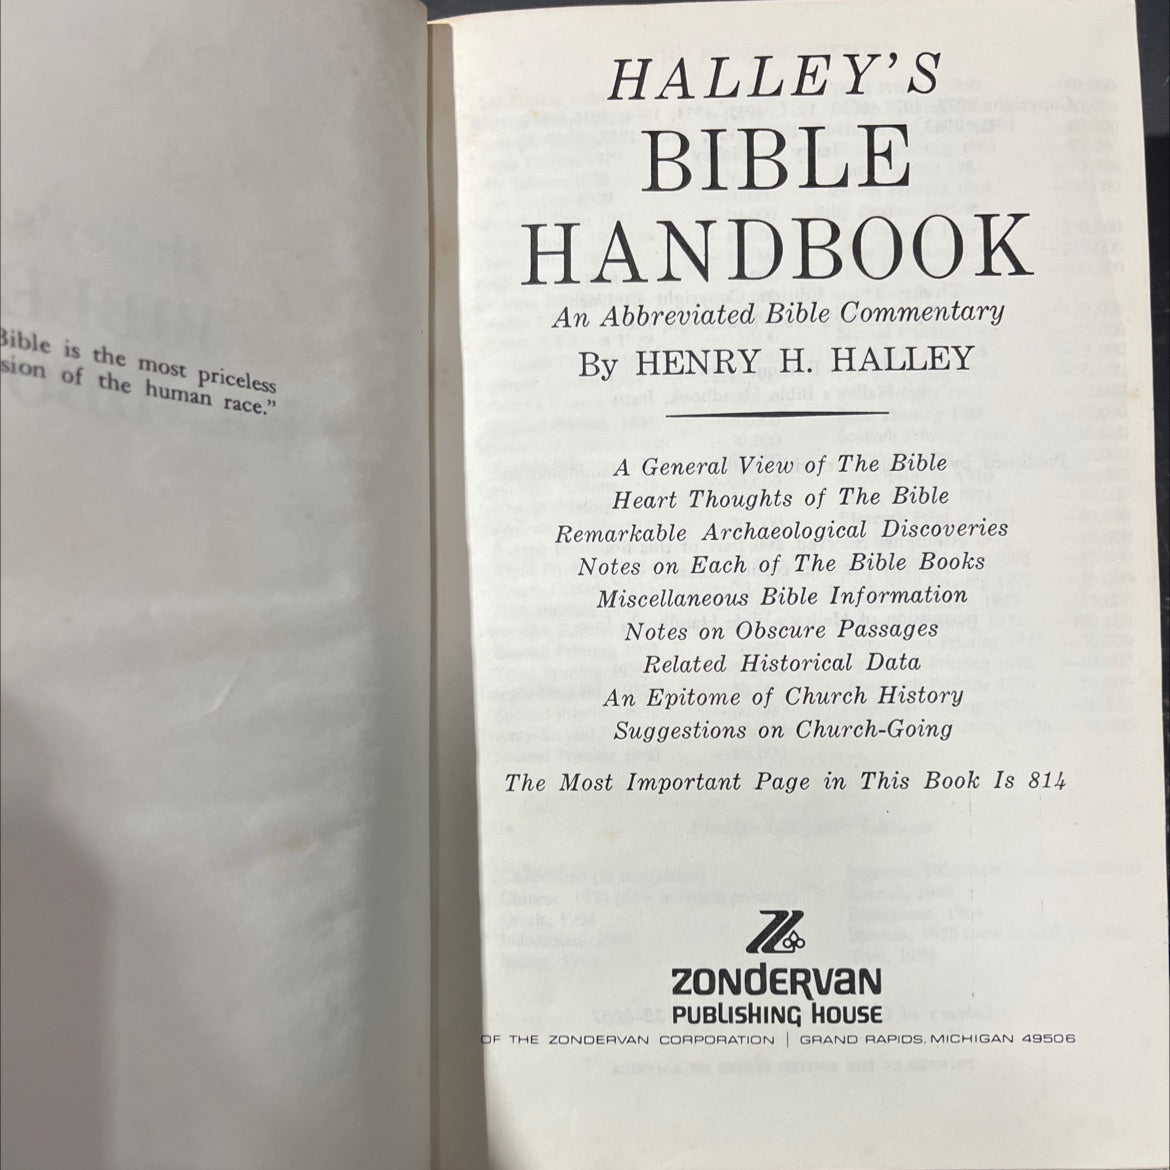 Bible is the most priceless
sion of the human race."
HALLEY'S
BIBLE
HANDBOOK
An Abbreviated Bible Commentary
By HENRY H. HALLEY
A General View of The Bible
Heart Thoughts of The Bible
Remarkable Archaeological Discoveries
Notes on Each of The Bible Books
Miscellaneous Bible Information
Notes on Obscure Passages
Related Historical Data
An Epitome of Church History
Suggestions on Church-Going
The Most Important Page in This Book Is 814
ZONDERVAN
PUBLISHING HOUSE
OF THE ZONDERVAN CORPORATION | GRAND RAPIDS, MICHIGAN 49506